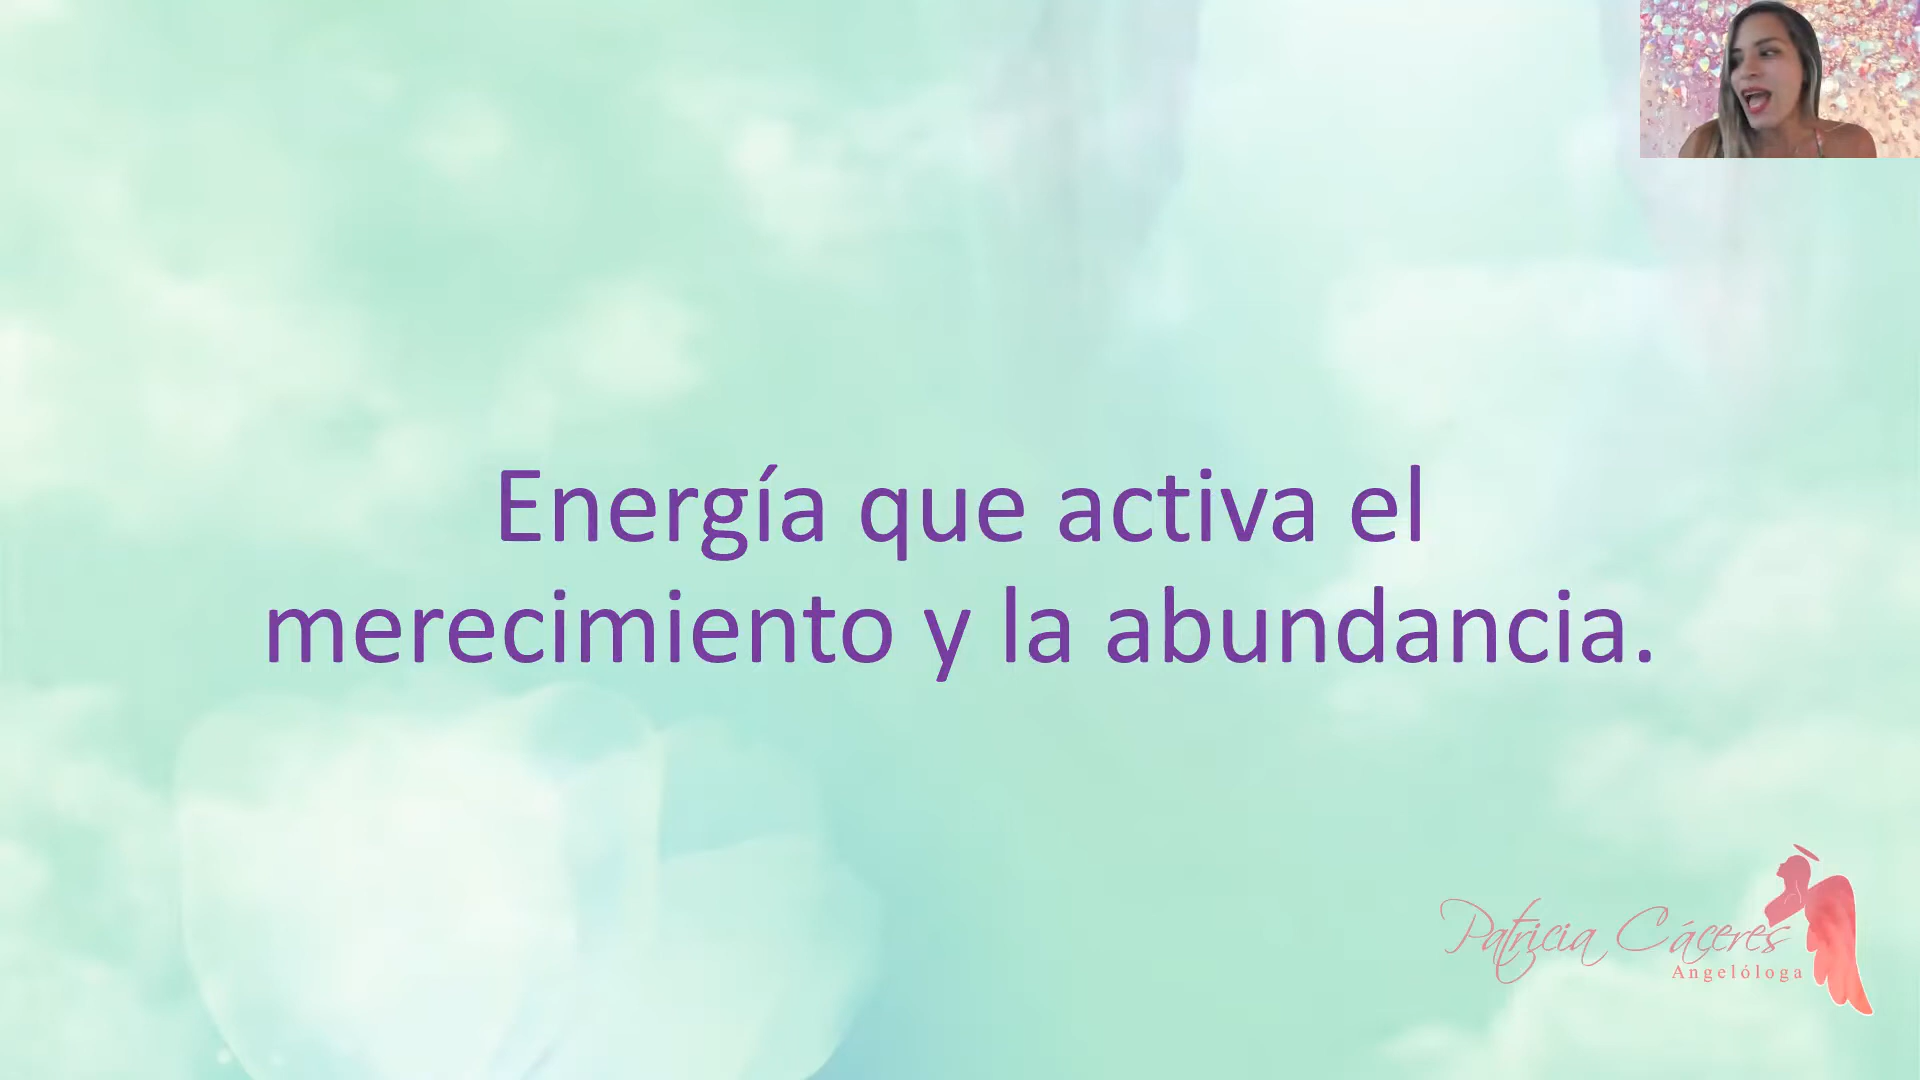 Energía que activa el
merecimiento y la abundancia.
Patricia Cáceres
Angelóloga